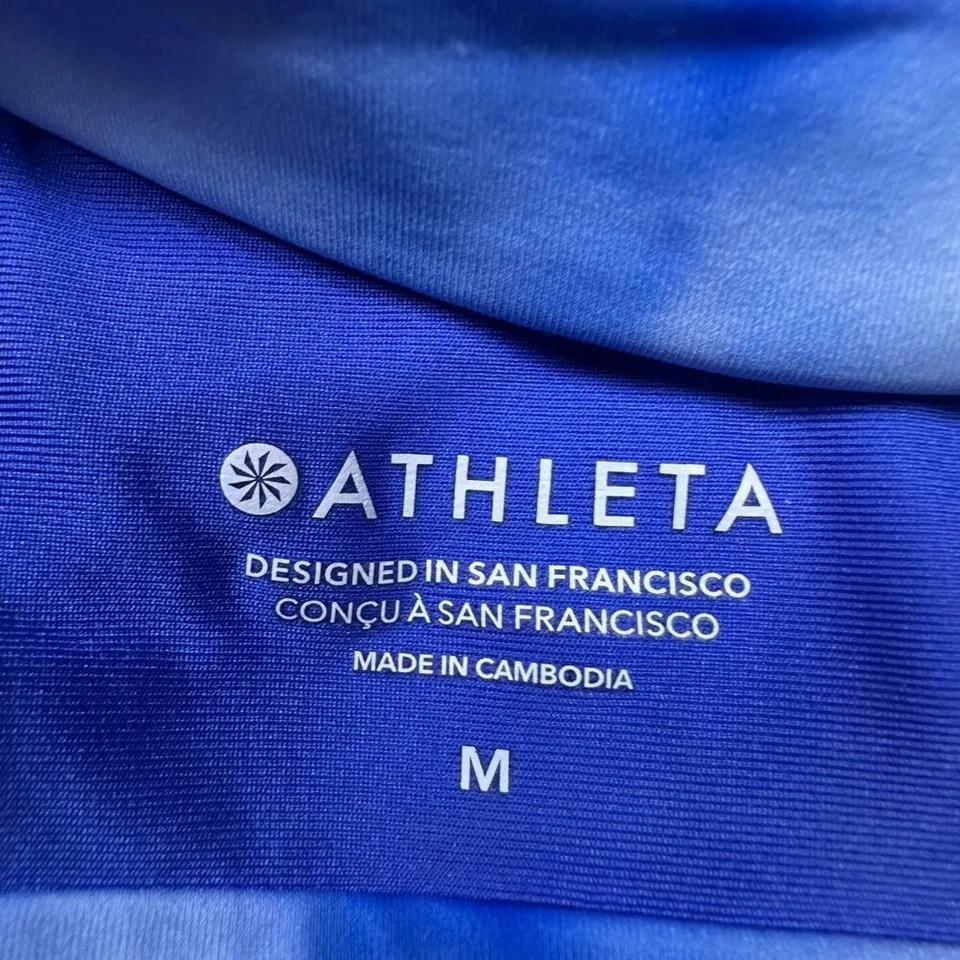 ATHLETA
DESIGNED IN SAN FRANCISCO
CONÇU À SAN FRANCISCO
MADE IN CAMBODIA
M